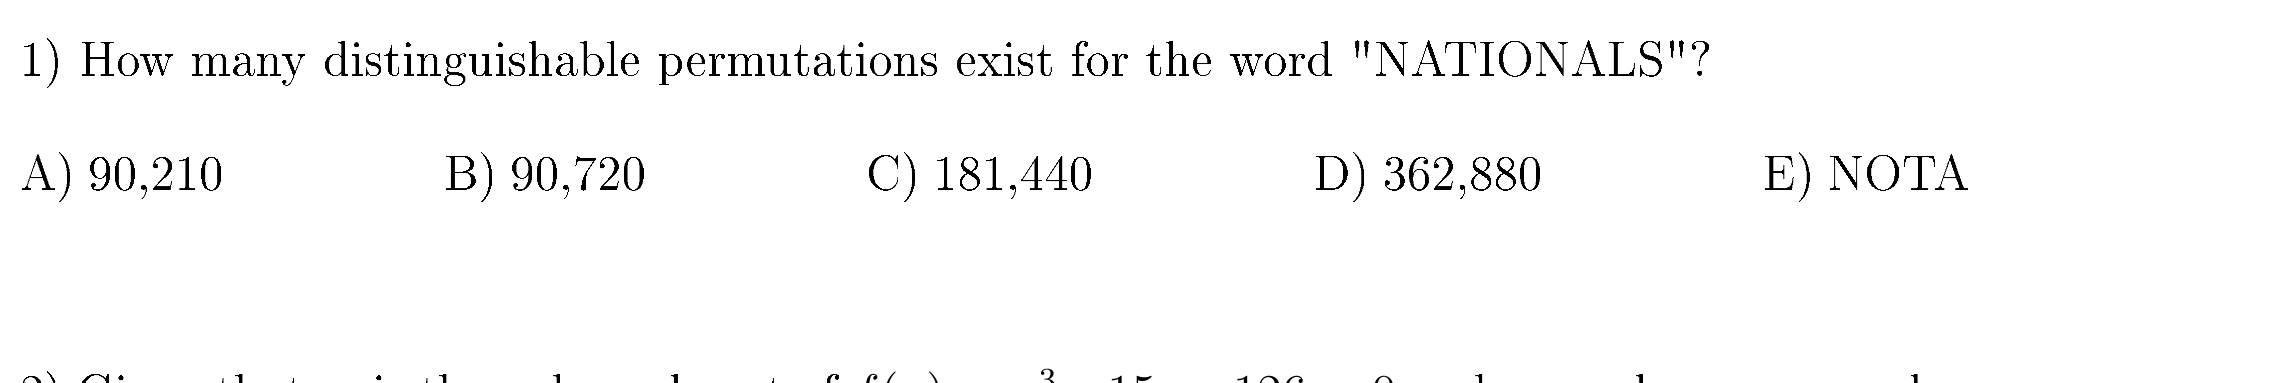 1) How many distinguishable permutations exist for the word "NATIONALS"?
A) 90,210 B) 90,720 C) 181,440 D) 362,880 E) NOTA